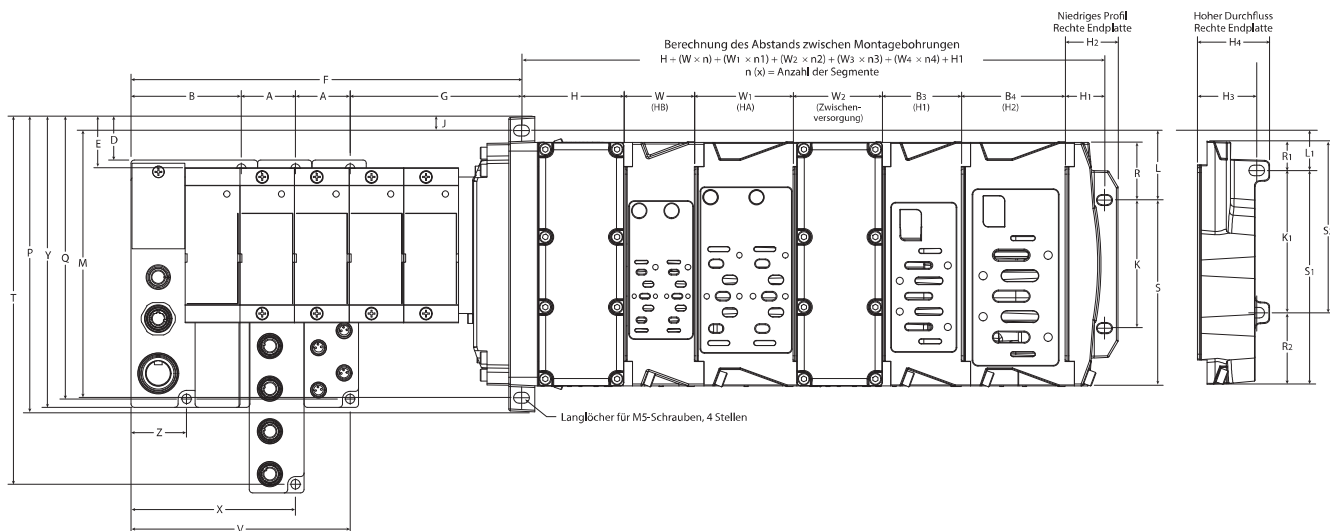 Niedriges Profil
Rechte Endplatte
H2
Hoher Durchfluss
Rechte Endplatte
H4
Berechnung des Abstands zwischen Montagebohrungen
H + (W × n) + (W1 × n1) + (W2 × n2) + (W3 × n3) + (W4 × n4) + H1
n (x) = Anzahl der Segmente
F
B
A
A
G
H
W
(HB)
W1
(HA)
W2
(Zwischen-
versorgung)
B3
(H1)
B4
(H2)
H1
H3
J
D
E
R
L
R1
L1
P
Y
Q
M
T
K
S
K1
S1
S2
R2
Langlöcher für M5-Schrauben, 4 Stellen
Z
X
V